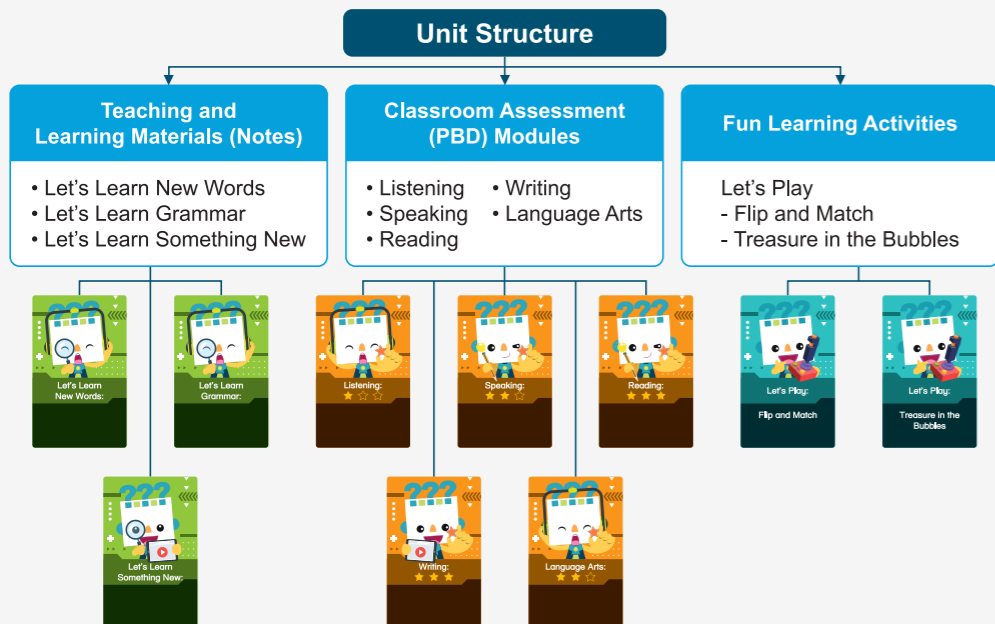 Unit Structure
Teaching and
Learning Materials (Notes)
• Let's Learn New Words
• Let's Learn Grammar
• Let's Learn Something New
Classroom Assessment
(PBD) Modules
• Listening
• Speaking
• Reading
• Writing
• Language Arts
Fun Learning Activities
Let's Play
- Flip and Match
- Treasure in the Bubbles
???
Let's Learn
New Words:
???
Let's Learn
Grammar:
???
Listening:
???
Speaking:
???
Reading:
???
Let's Play:
Flip and Match
???
Let's Play:
Treasure in the
Bubbles
???
Let's Learn
Something New:
???
Writing:
???
Language Arts: